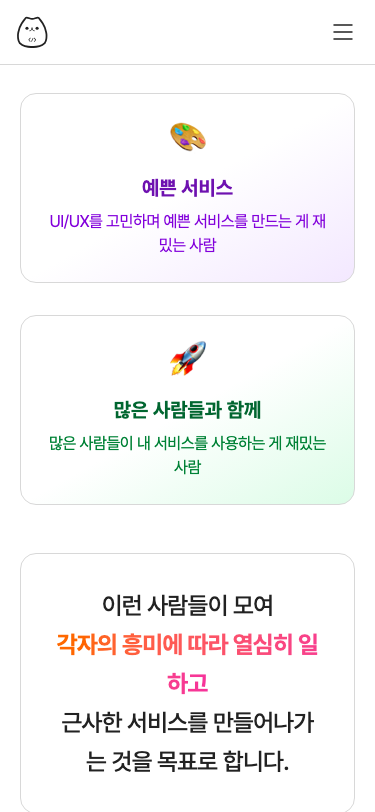 예쁜 서비스
UI/UX를 고민하며 예쁜 서비스를 만드는 게 재
밌는 사람
많은 사람들과 함께
많은 사람들이 내 서비스를 사용하는 게 재밌는
사람
이런 사람들이 모여
각자의 흥미에 따라 열심히 일
하고
근사한 서비스를 만들어나가
는 것을 목표로 합니다.